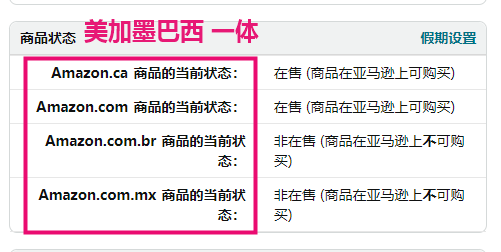 商品状态 美加墨巴西 一体 假期设置
Amazon.ca 商品的当前状态: 在售 (商品在亚马逊上可购买)
Amazon.com 商品的当前状态: 在售 (商品在亚马逊上可购买)
Amazon.com.br 商品的当前状 非在售 (商品在亚马逊上不可购
态: 买)
Amazon.com.mx 商品的当前状 非在售 (商品在亚马逊上不可购
态: 买)